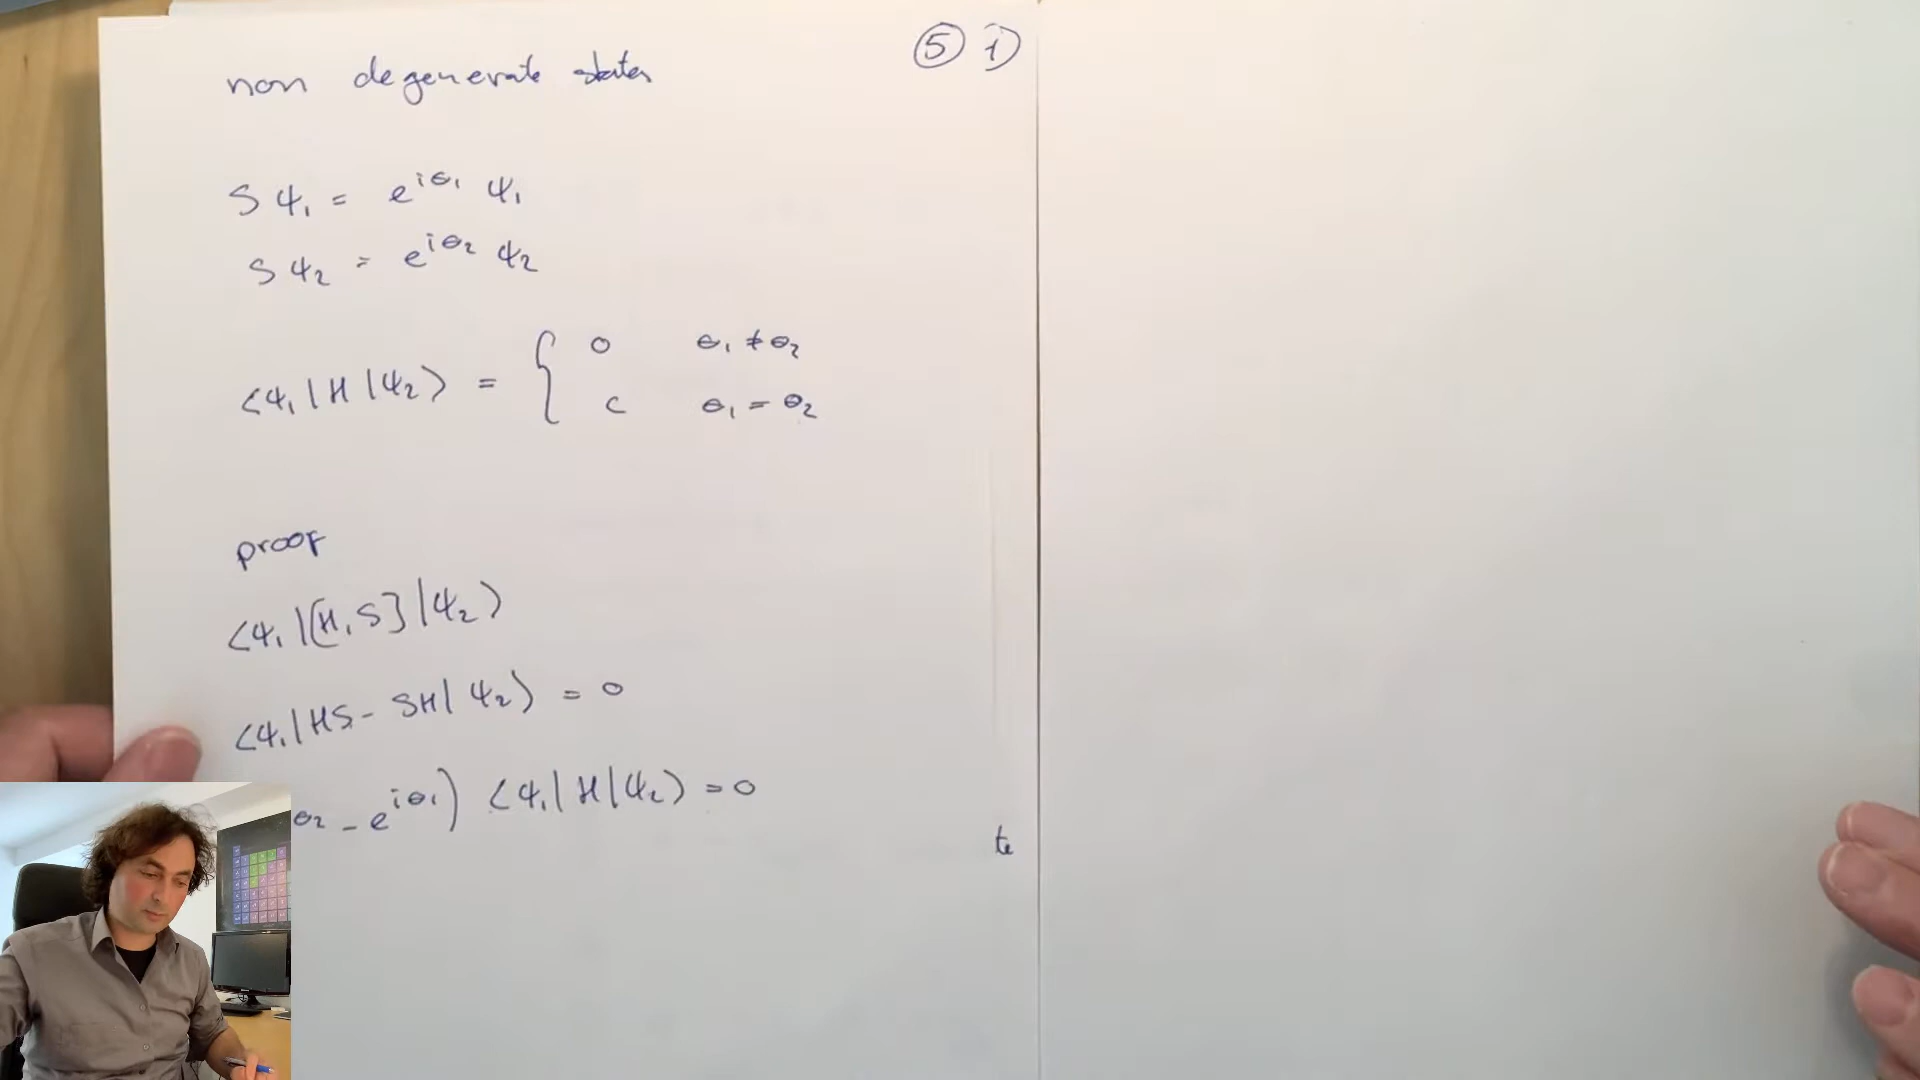 non degenerate states
⑤ i)
S ψ₁ = e^{iθ₁} ψ₁
S ψ₂ = e^{iθ₂} ψ₂
⟨ψ₁|H|ψ₂⟩ = { 0 θ₁ ≠ θ₂
c θ₁ = θ₂
proof
⟨ψ₁|[H,S]|ψ₂⟩
⟨ψ₁|HS - SH|ψ₂⟩ = 0
θ₂ - e^{iθ₁}) ⟨ψ₁|H|ψ₂⟩ = 0
te